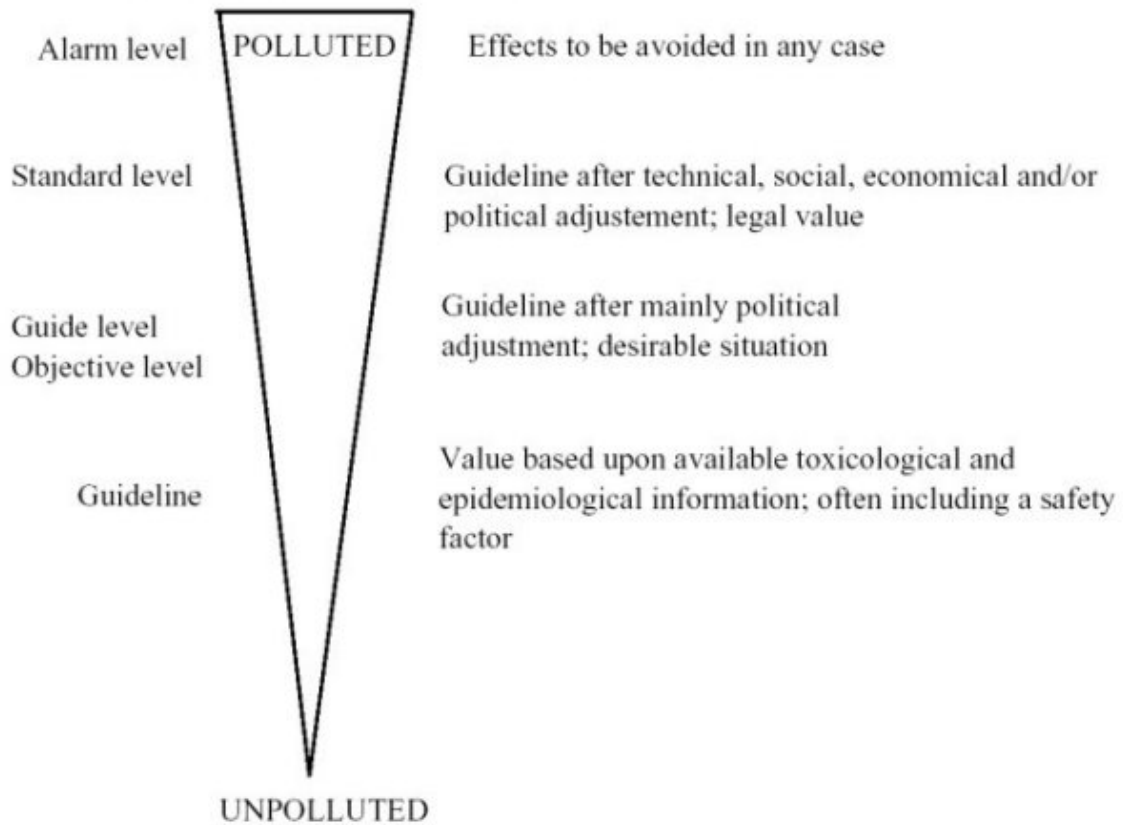 Alarm level POLLUTED Effects to be avoided in any case
Standard level Guideline after technical, social, economical and/or
political adjustement; legal value
Guideline after mainly political
Guide level
adjustment; desirable situation
Objective level
Value based upon available toxicological and
Guideline epidemiological information; often including a safety
factor
UNPOLLUTED